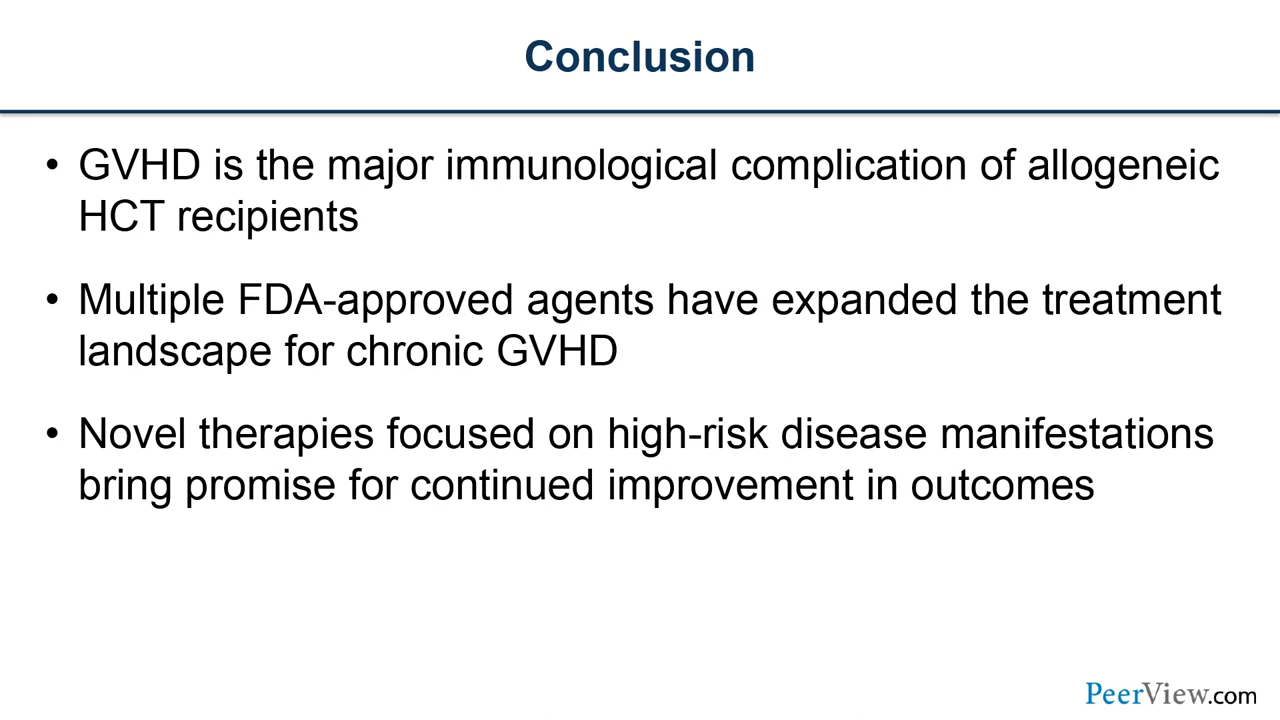 Conclusion
• GVHD is the major immunological complication of allogeneic
HCT recipients
• Multiple FDA-approved agents have expanded the treatment
landscape for chronic GVHD
• Novel therapies focused on high-risk disease manifestations
bring promise for continued improvement in outcomes
PeerView.com